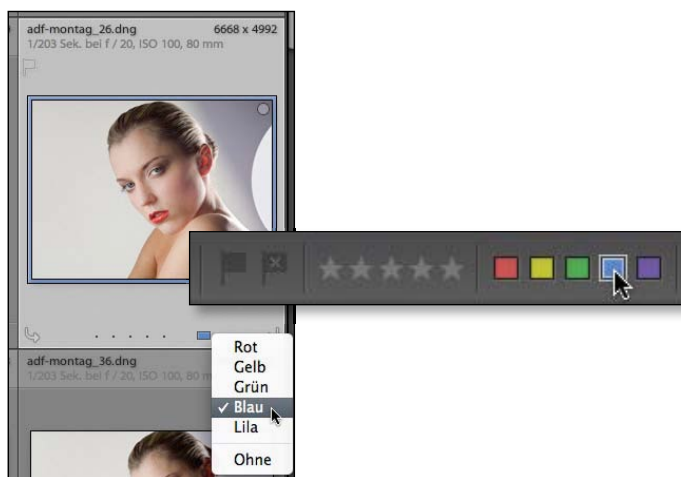 adf-montag_26.dng 6668 x 4992
1/203 Sek. bei f / 20, ISO 100, 80 mm
adf-montag_36.dng
1/203 Sek. bei f / 20, ISO 100, 80 m
Rot
Gelb
Grün
✓ Blau
Lila
Ohne